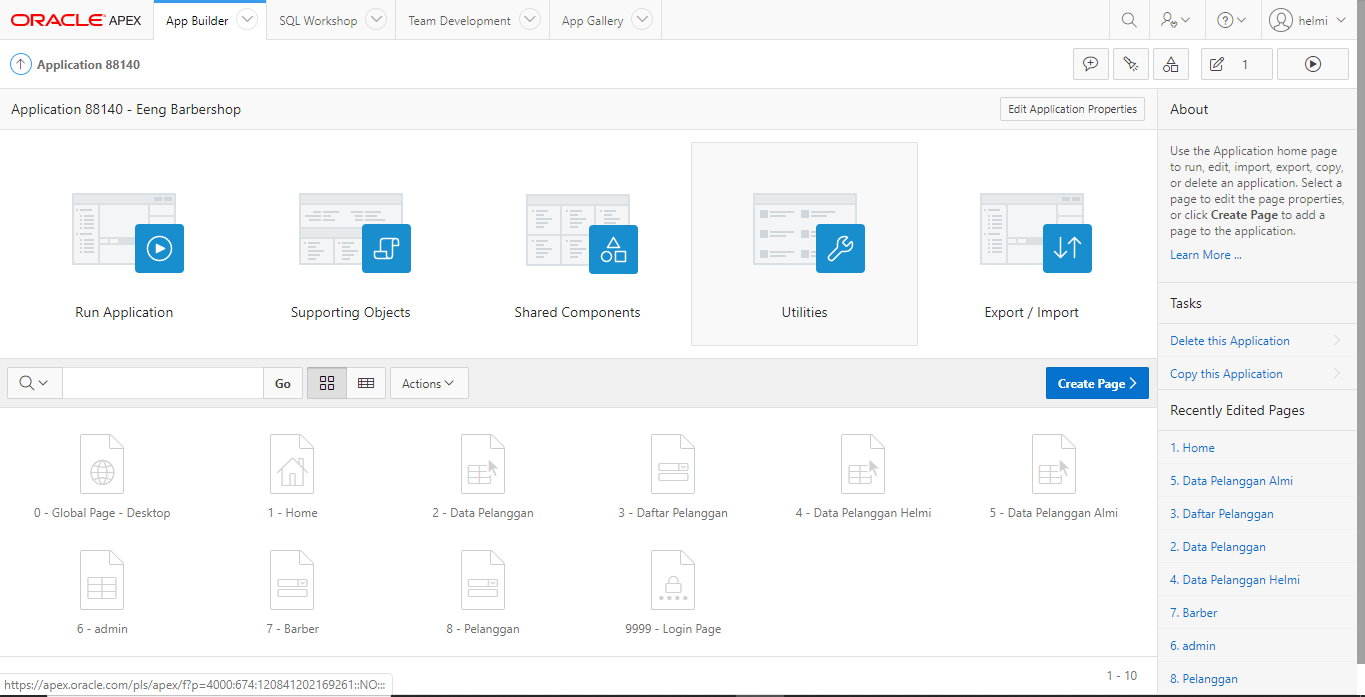 ORACLE APEX App Builder SQL Workshop Team Development App Gallery helmi
Application 88140
1
Application 88140 - Eeng Barbershop
Edit Application Properties
About
Use the Application home page
to run, edit, import, export, copy,
or delete an application. Select a
page to edit the page properties,
or click Create Page to add a
page to the application.
Learn More ...
Run Application
Supporting Objects
Shared Components
Utilities
Export / Import
Tasks
Delete this Application
Copy this Application
Go
Actions
Create Page
Recently Edited Pages
1. Home
5. Data Pelanggan Almi
3. Daftar Pelanggan
2. Data Pelanggan
4. Data Pelanggan Helmi
7. Barber
6. admin
8. Pelanggan
0 - Global Page - Desktop
1 - Home
2 - Data Pelanggan
3 - Daftar Pelanggan
4 - Data Pelanggan Helmi
5 - Data Pelanggan Almi
6 - admin
7 - Barber
8 - Pelanggan
9999 - Login Page
1 - 10
https://apex.oracle.com/pls/apex/f?p=4000:674:120841202169261::NO:::